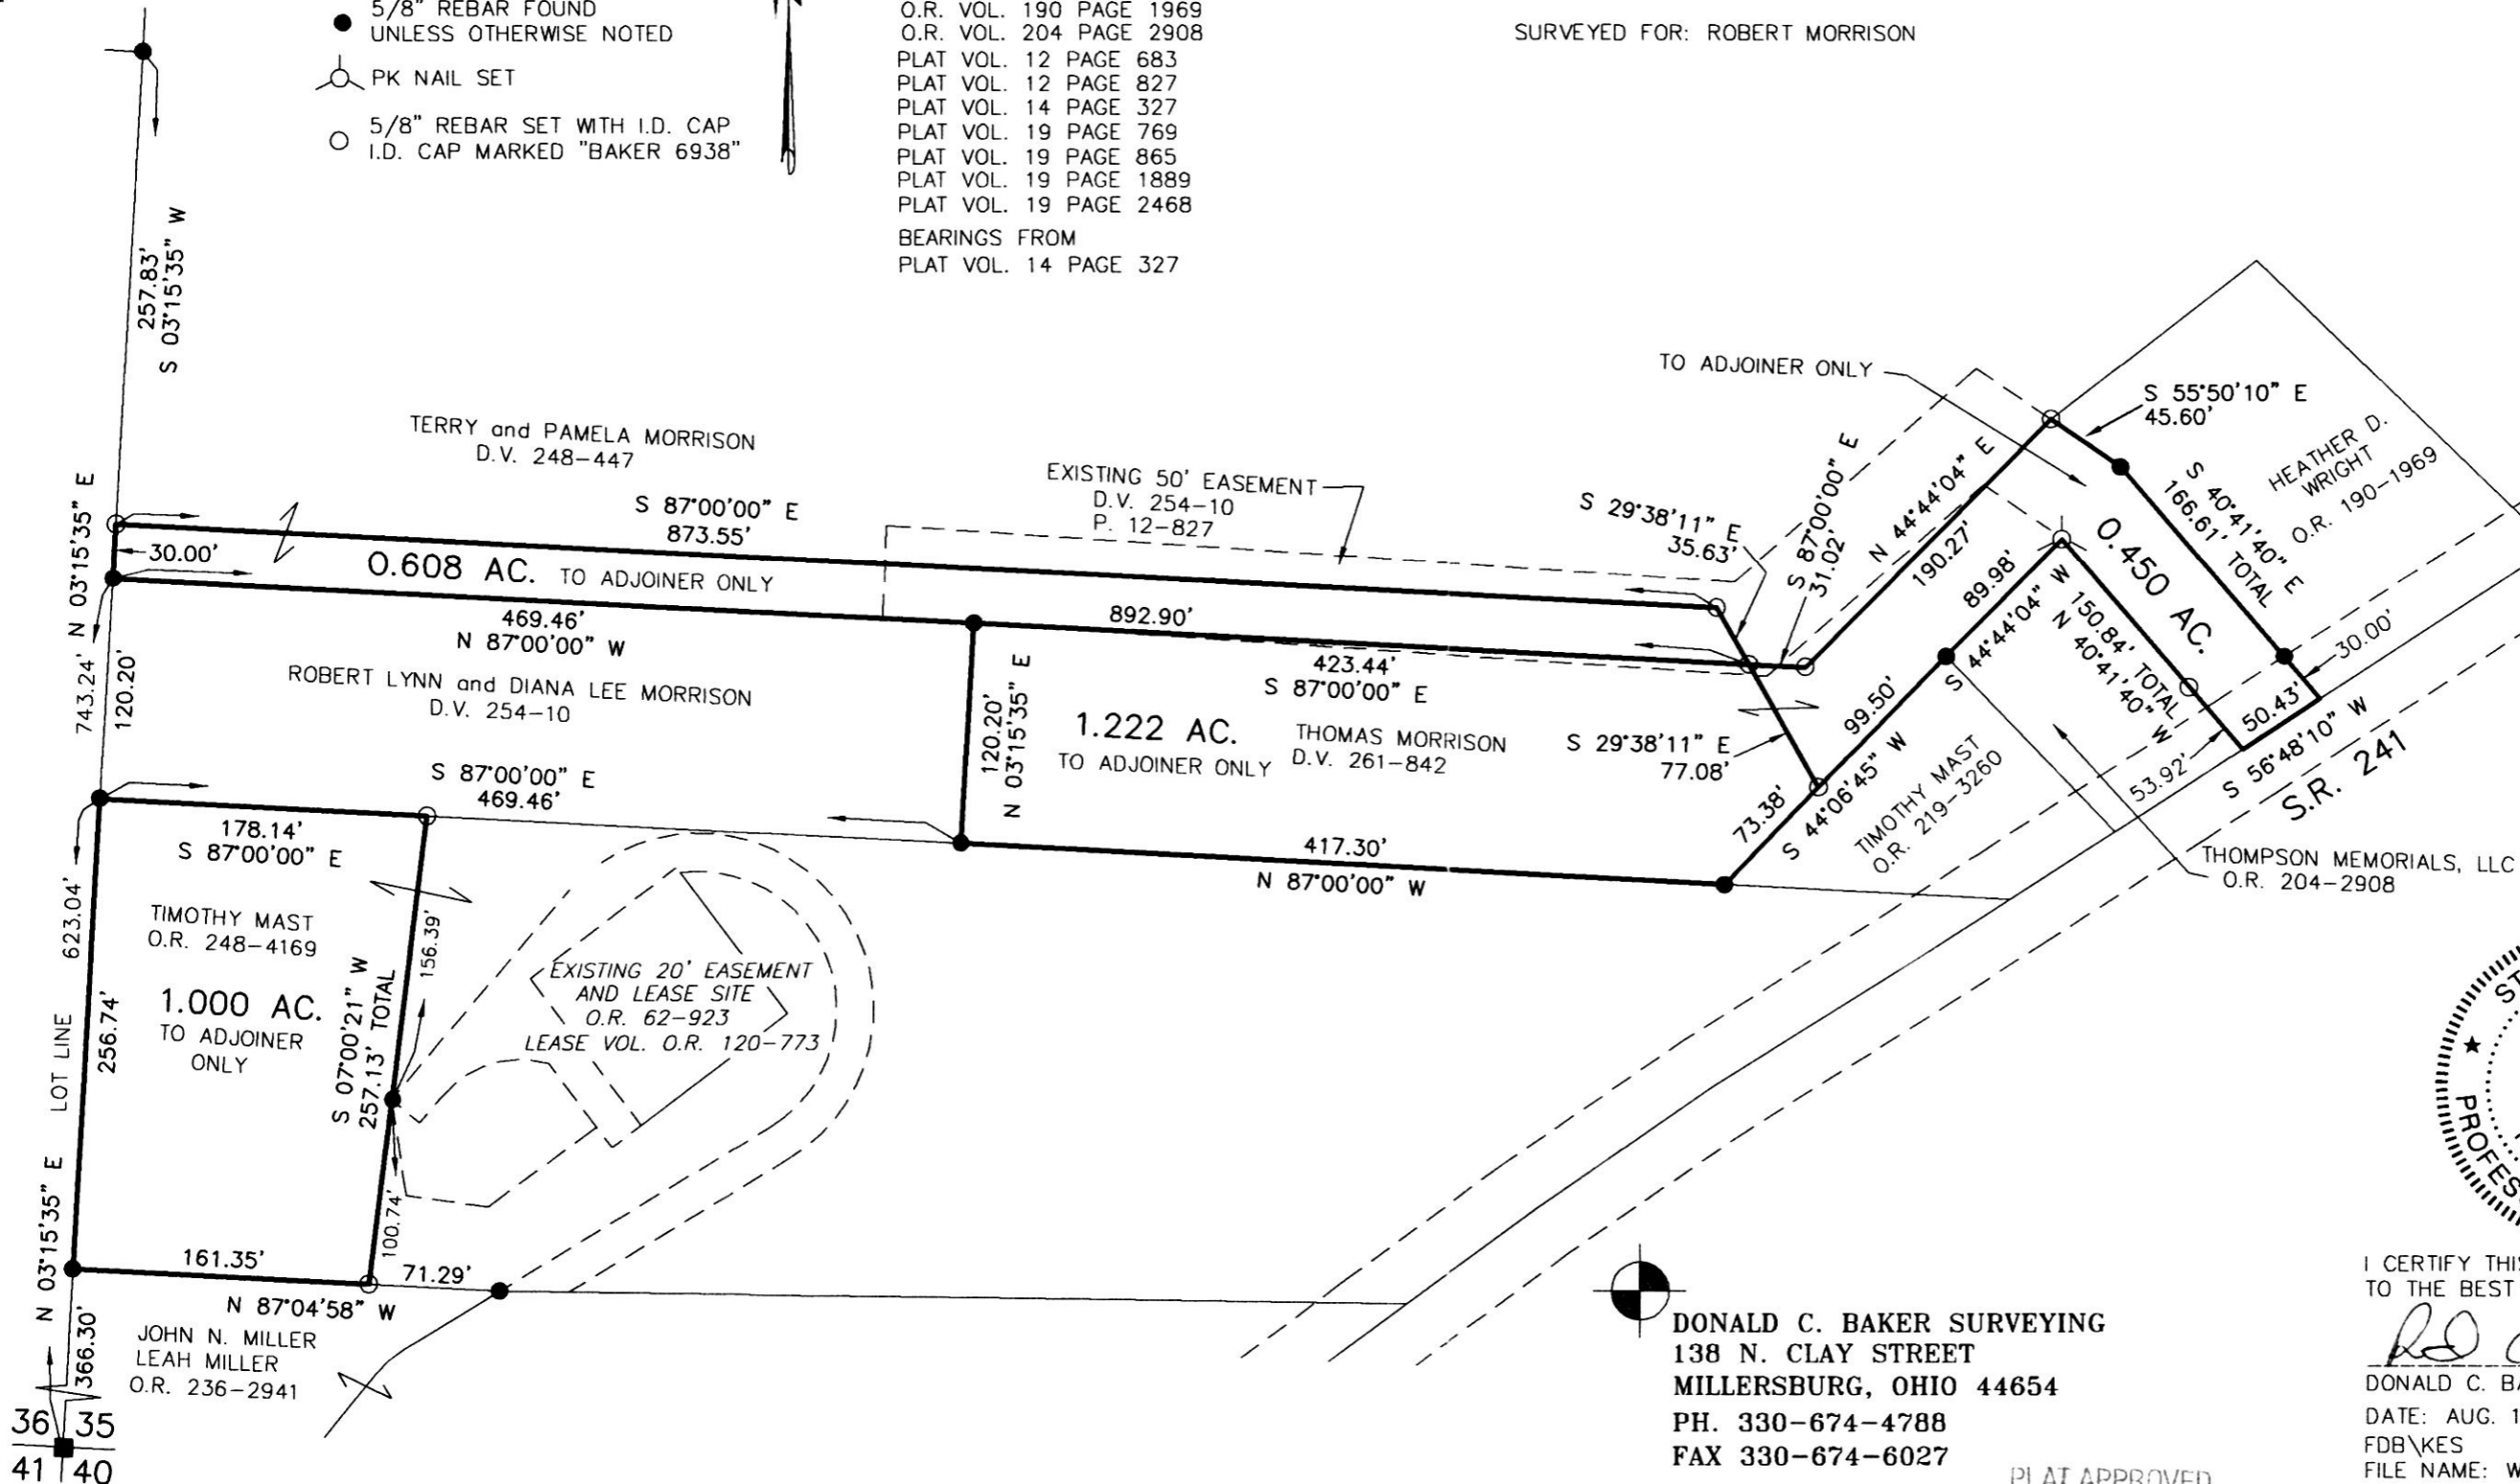 5/8" REBAR FOUND
UNLESS OTHERWISE NOTED
PK NAIL SET
5/8" REBAR SET WITH I.D. CAP
I.D. CAP MARKED "BAKER 6938"
O.R. VOL. 190 PAGE 1969
O.R. VOL. 204 PAGE 2908
PLAT VOL. 12 PAGE 683
PLAT VOL. 12 PAGE 827
PLAT VOL. 14 PAGE 327
PLAT VOL. 19 PAGE 769
PLAT VOL. 19 PAGE 865
PLAT VOL. 19 PAGE 1889
PLAT VOL. 19 PAGE 2468
BEARINGS FROM
PLAT VOL. 14 PAGE 327
SURVEYED FOR: ROBERT MORRISON
257.83'
S 03°15'35" W
TERRY and PAMELA MORRISON
D.V. 248-447
S 87°00'00" E
873.55'
EXISTING 50' EASEMENT
D.V. 254-10
P. 12-827
TO ADJOINER ONLY
S 55°50'10" E
45.60'
HEATHER D.
WRIGHT
O.R. 190-1969
S 29°38'11" E
35.63'
S 87°00'00" E
31.02'
N 44°44'04" E
190.27'
S 40°41'40" E
166.61' TOTAL
0.450 AC.
89.98'
S 44°44'04" W
150.84' TOTAL
N 40°41'40" W
30.00'
50.43'
S 56°48'10" W
53.92'
S.R. 241
N 03°15'35" E
30.00'
0.608 AC. TO ADJOINER ONLY
469.46'
N 87°00'00" W
892.90'
423.44'
S 87°00'00" E
743.24'
120.20'
ROBERT LYNN and DIANA LEE MORRISON
D.V. 254-10
120.20'
N 03°15'35" E
1.222 AC.
TO ADJOINER ONLY
THOMAS MORRISON
D.V. 261-842
S 29°38'11" E
77.08'
99.50'
73.38'
S 44°06'45" W
TIMOTHY MAST
O.R. 219-3260
THOMPSON MEMORIALS, LLC
O.R. 204-2908
S 87°00'00" E
469.46'
178.14'
S 87°00'00" E
417.30'
N 87°00'00" W
623.04'
LOT LINE
N 03°15'35" E
256.74'
TIMOTHY MAST
O.R. 248-4169
1.000 AC.
TO ADJOINER
ONLY
S 07°00'21" W
257.13' TOTAL
156.39'
100.74'
EXISTING 20' EASEMENT
AND LEASE SITE
O.R. 62-923
LEASE VOL. O.R. 120-773
161.35'
71.29'
N 87°04'58" W
JOHN N. MILLER
LEAH MILLER
O.R. 236-2941
366.30'
36 35
41 40
DONALD C. BAKER SURVEYING
138 N. CLAY STREET
MILLERSBURG, OHIO 44654
PH. 330-674-4788
FAX 330-674-6027
PLAT APPROVED
ST
PROFES
I CERTIFY THIS
TO THE BEST
DONALD C. BA
DATE: AUG. 1
FDB\KES
FILE NAME: W